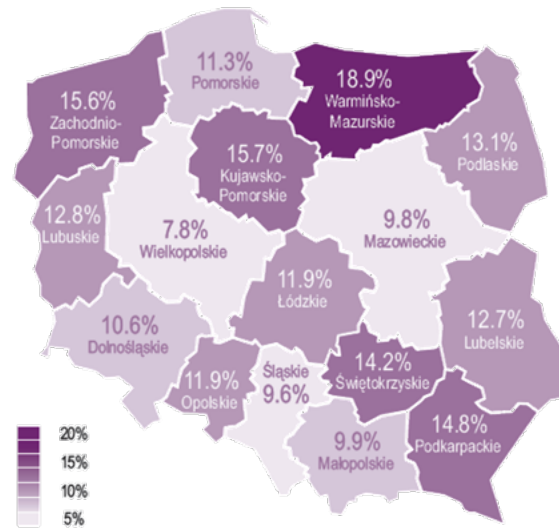 11.3%
Pomorskie
18.9%
Warmińsko-
Mazurskie
15.6%
Zachodnio-
Pomorskie
13.1%
Podlaskie
15.7%
Kujawsko-
Pomorskie
12.8%
Lubuskie
7.8%
Wielkopolskie
9.8%
Mazowieckie
11.9%
Łódzkie
10.6%
Dolnośląskie
12.7%
Lubelskie
11.9%
Opolskie
Śląskie
9.6%
14.2%
Świętokrzyskie
9.9%
Małopolskie
14.8%
Podkarpackie
20%
15%
10%
5%